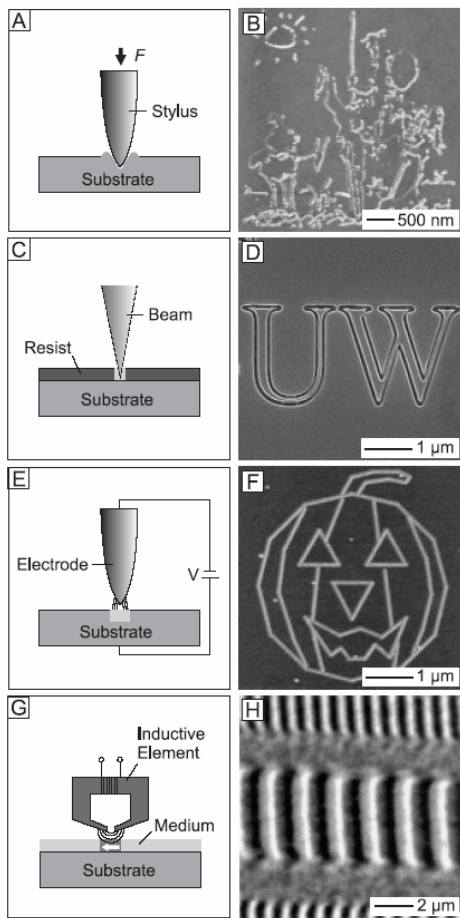 A
F
Stylus
Substrate
B
500 nm
C
Beam
Resist
Substrate
D
UW
1 µm
E
Electrode
V
Substrate
F
1 µm
G
Inductive
Element
Medium
Substrate
H
2 µm